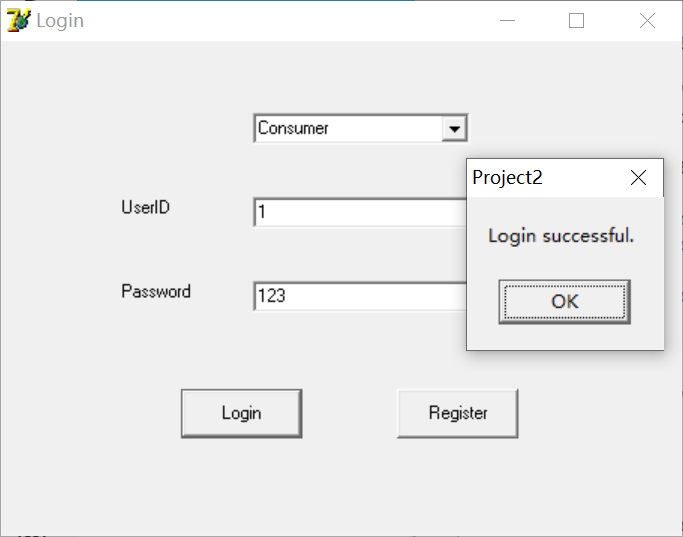 Login
Consumer
Project2
UserID
1
Login successful.
Password
123
OK
Login
Register